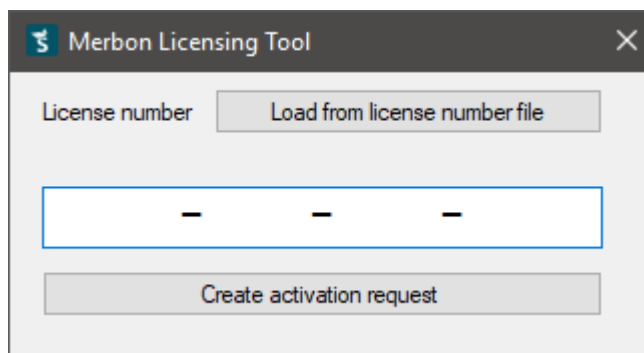 Merbon Licensing Tool
License number Load from license number file
– – –
Create activation request